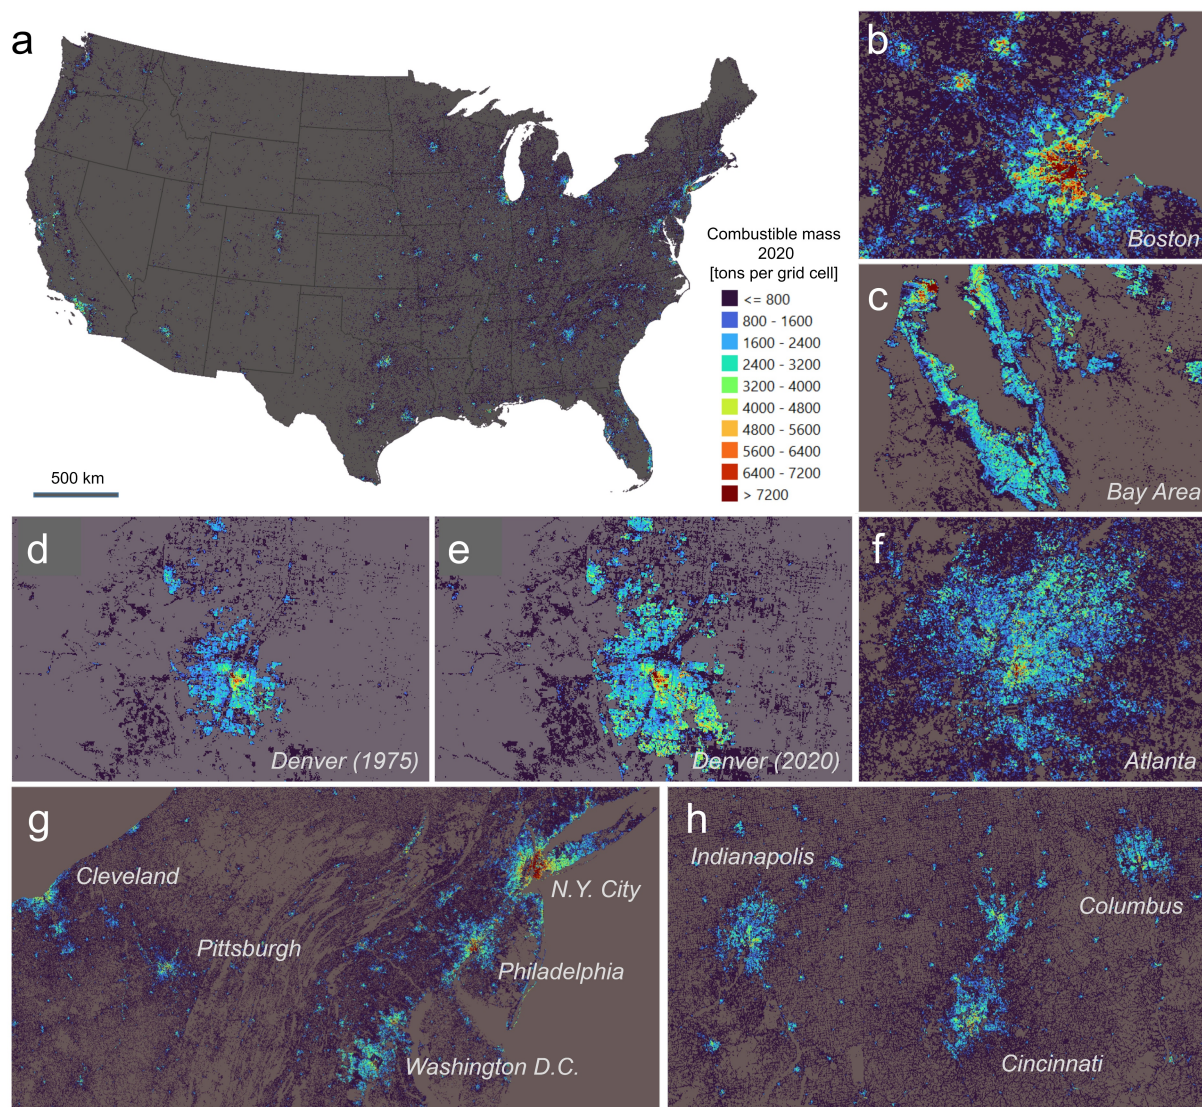 a
Combustible mass
2020
[tons per grid cell]
<= 800
800 - 1600
1600 - 2400
2400 - 3200
3200 - 4000
4000 - 4800
4800 - 5600
5600 - 6400
6400 - 7200
> 7200
500 km
b
Boston
c
Bay Area
d
Denver (1975)
e
Denver (2020)
f
Atlanta
g
Cleveland
Pittsburgh
N.Y. City
Philadelphia
Washington D.C.
h
Indianapolis
Columbus
Cincinnati